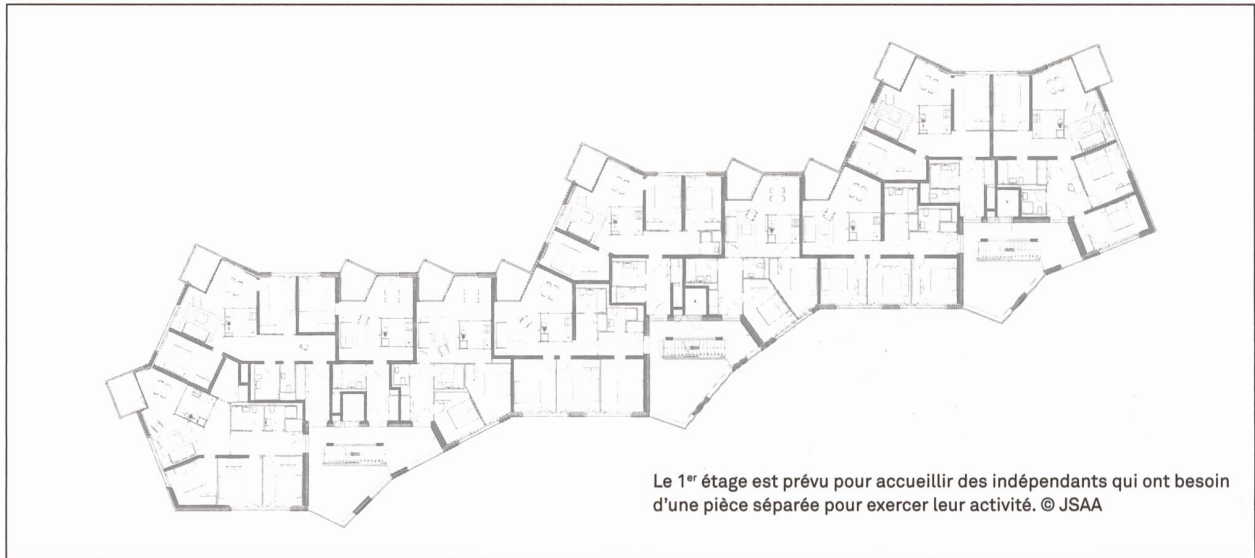 Le 1er étage est prévu pour accueillir des indépendants qui ont besoin
d'une pièce séparée pour exercer leur activité. © JSAA